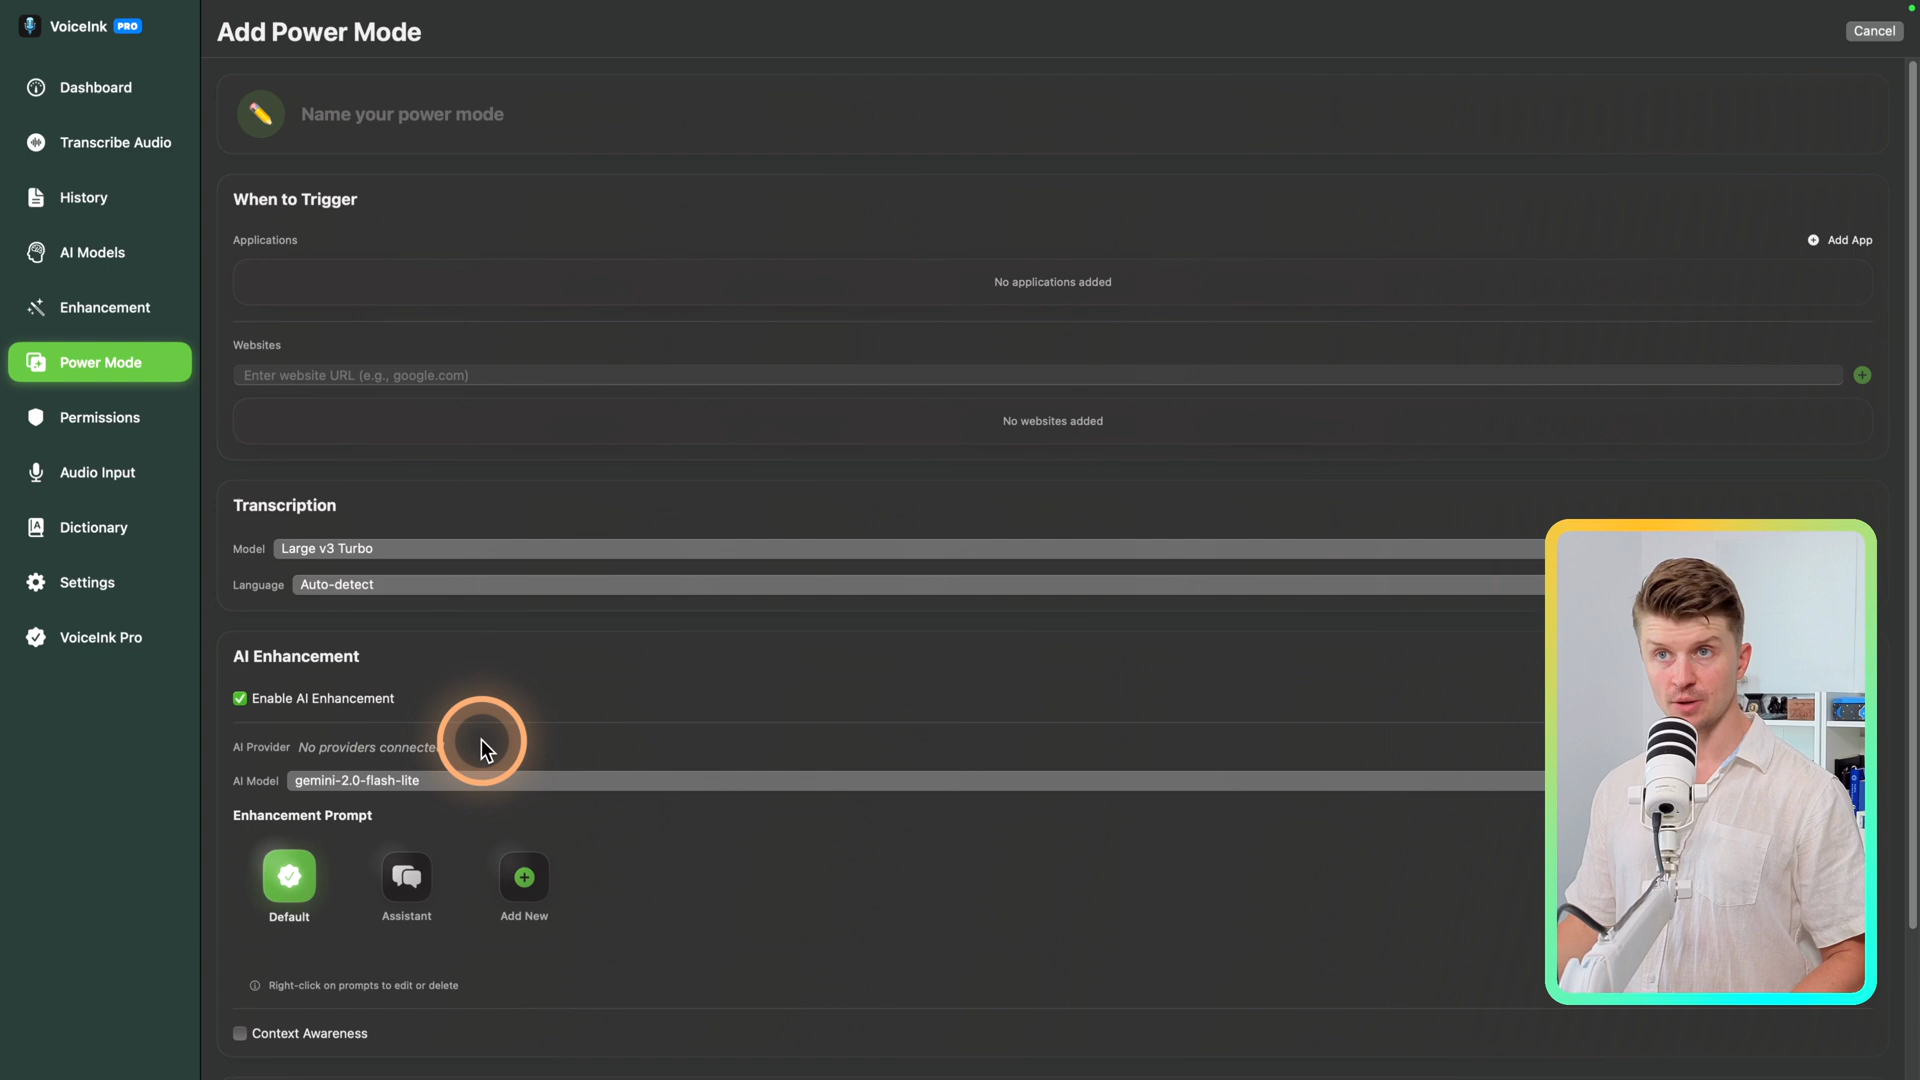 VoiceInk PRO
Dashboard
Transcribe Audio
History
AI Models
Enhancement
Power Mode
Permissions
Audio Input
Dictionary
Settings
VoiceInk Pro
Add Power Mode
Cancel
Name your power mode
When to Trigger
Applications
Add App
No applications added
Websites
Enter website URL (e.g., google.com)
No websites added
Transcription
Model Large v3 Turbo
Language Auto-detect
AI Enhancement
Enable AI Enhancement
AI Provider No providers connected
AI Model gemini-2.0-flash-lite
Enhancement Prompt
Default
Assistant
Add New
Right-click on prompts to edit or delete
Context Awareness